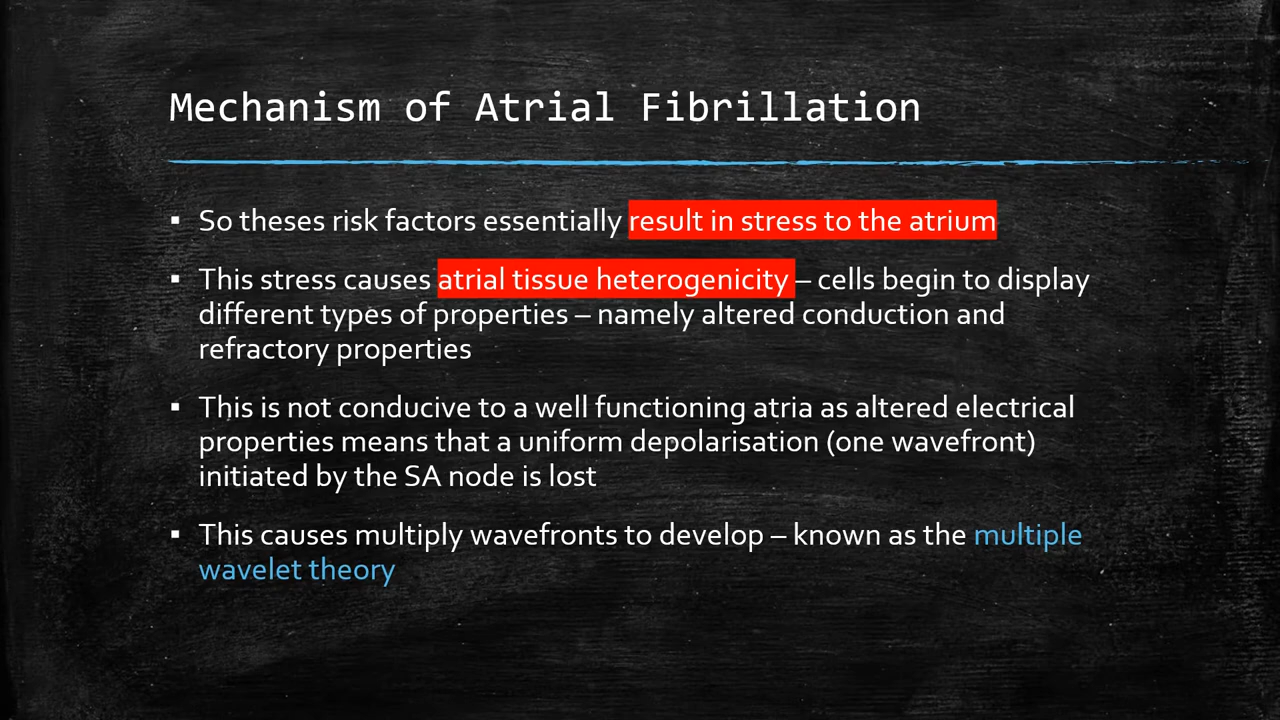 Mechanism of Atrial Fibrillation
▪ So theses risk factors essentially result in stress to the atrium
▪ This stress causes atrial tissue heterogenicity – cells begin to display
different types of properties – namely altered conduction and
refractory properties
▪ This is not conducive to a well functioning atria as altered electrical
properties means that a uniform depolarisation (one wavefront)
initiated by the SA node is lost
▪ This causes multiply wavefronts to develop – known as the multiple
wavelet theory